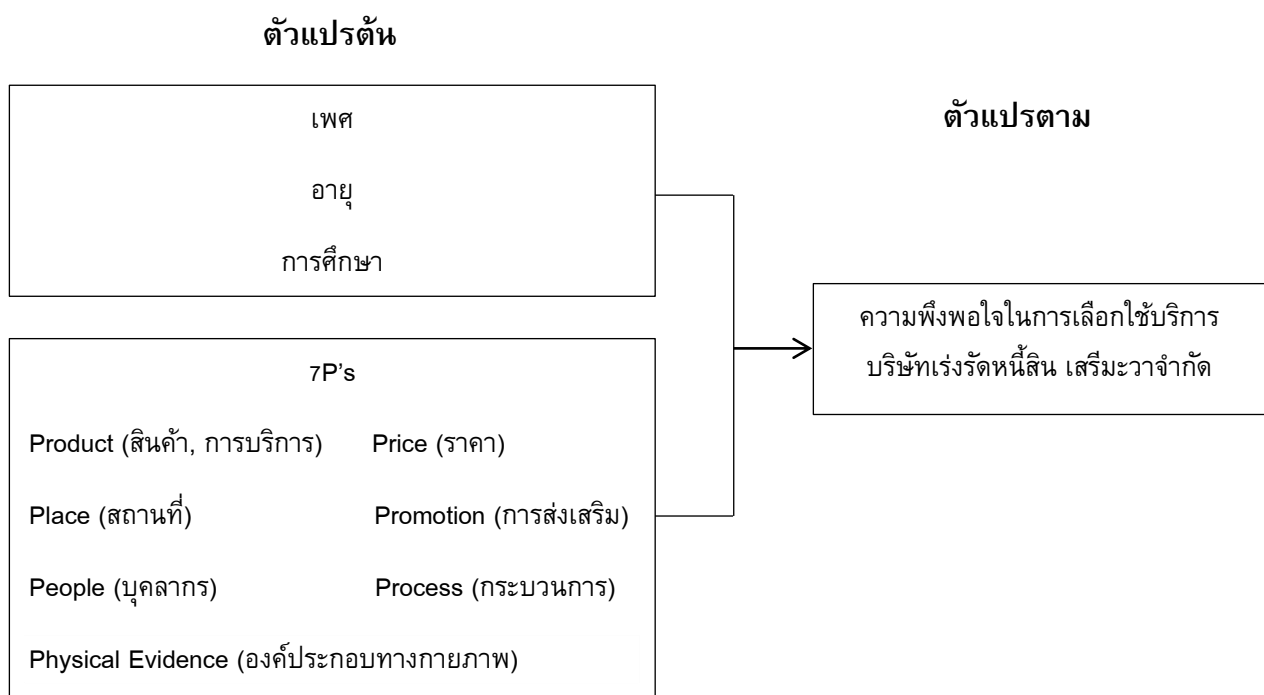 ตัวแปรต้น
เพศ
อายุ
การศึกษา
7P's
Product (สินค้า, การบริการ) Price (ราคา)
Place (สถานที่) Promotion (การส่งเสริม)
People (บุคลากร) Process (กระบวนการ)
Physical Evidence (องค์ประกอบทางกายภาพ)
ตัวแปรตาม
ความพึงพอใจในการเลือกใช้บริการ
บริษัทเร่งรัดหนี้สิน เสรีมะวาจำกัด